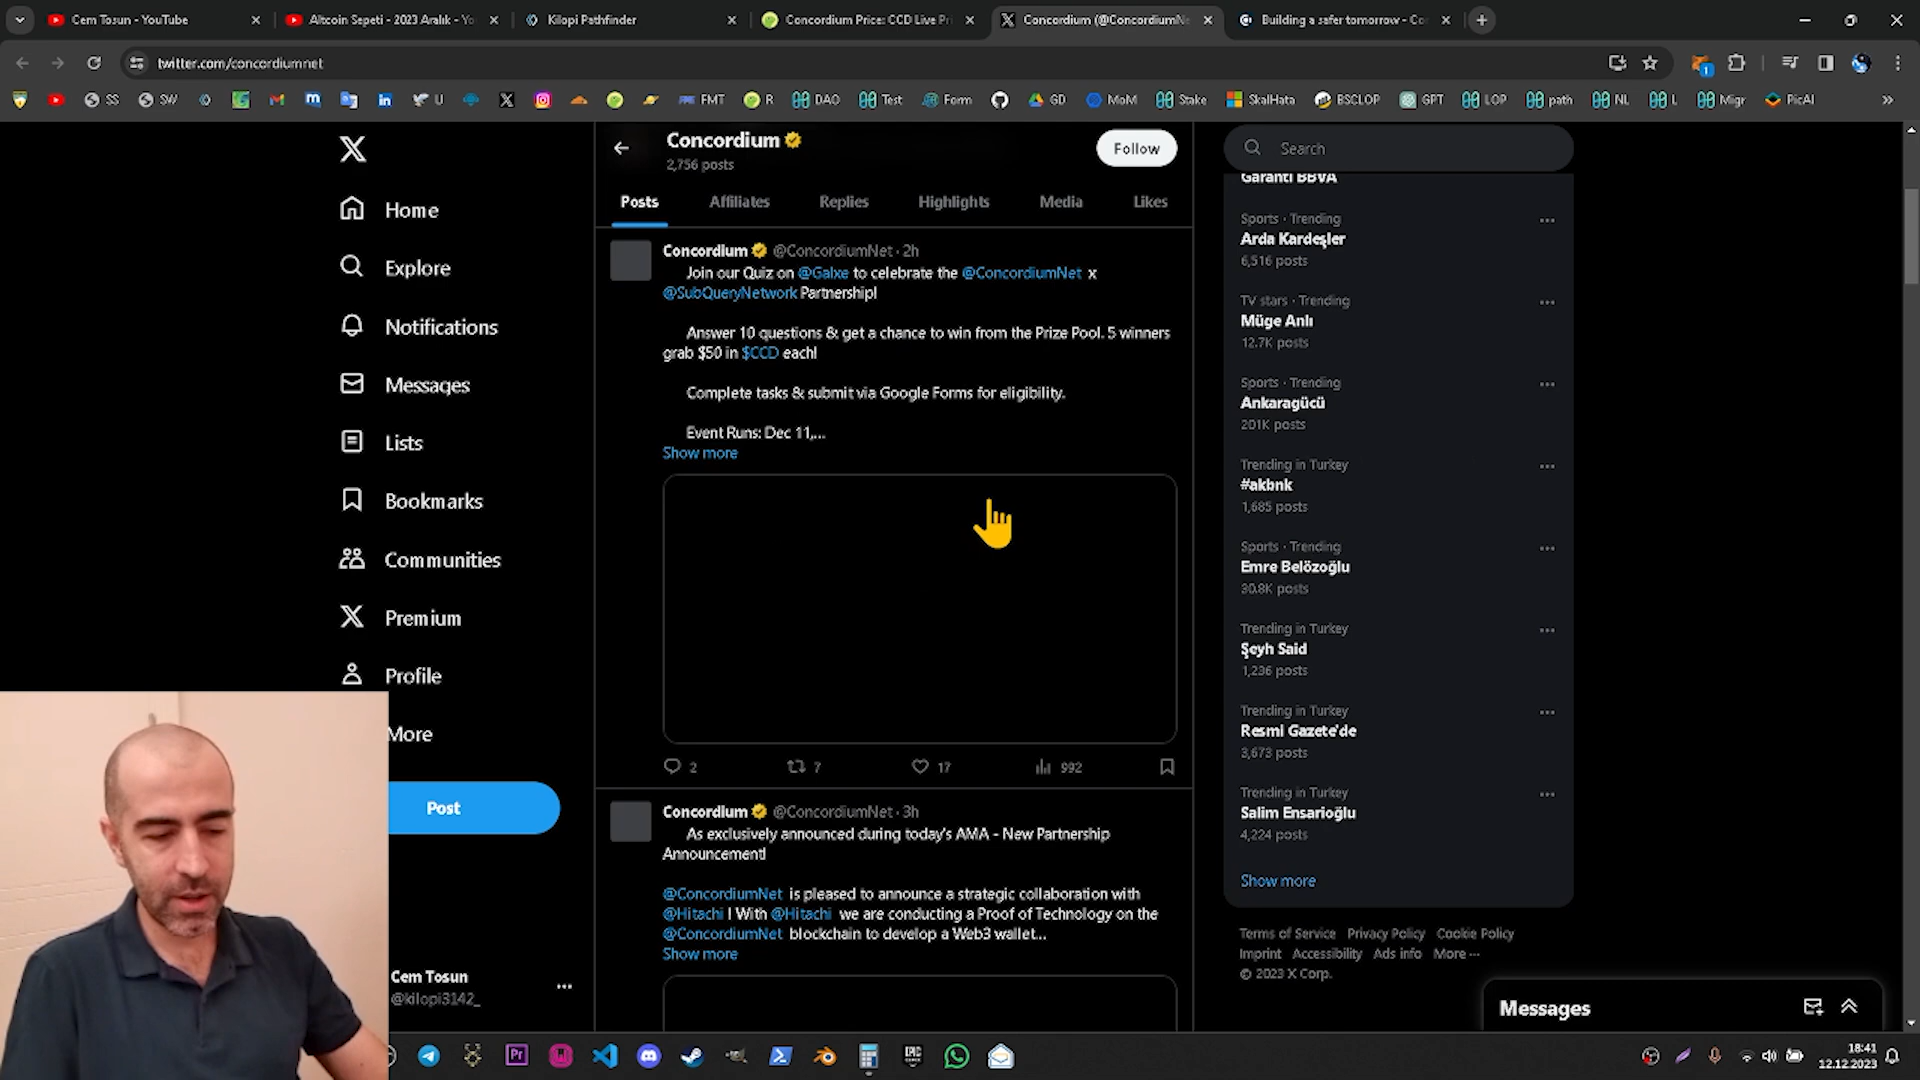 Cem Tosun - YouTube
Altcoin Sepeti - 2023 Aralık - Yo
Kilopi Pathfinder
Concordium Price: CCD Live Pri
Concordium (@ConcordiumNe
Building a safer tomorrow - Co
twitter.com/concordiumnet
SS
SW
U
FMT
R
DAO
Test
Form
GD
MoM
Stake
SkalHata
BSCLOP
GPT
LOP
path
NL
L
Migr
PicAI
Home
Explore
Notifications
Messages
Lists
Bookmarks
Communities
Premium
Profile
More
Post
Cem Tosun
@kilopi3142_
Concordium
2,756 posts
Follow
Posts
Affiliates
Replies
Highlights
Media
Likes
Concordium @ConcordiumNet · 2h
Join our Quiz on @Galxe to celebrate the @ConcordiumNet x
@SubQueryNetwork Partnership!
Answer 10 questions & get a chance to win from the Prize Pool. 5 winners
grab $50 in $CCD each!
Complete tasks & submit via Google Forms for eligibility.
Event Runs: Dec 11,...
Show more
2
7
17
992
Concordium @ConcordiumNet · 3h
As exclusively announced during today's AMA - New Partnership
Announcement!
@ConcordiumNet is pleased to announce a strategic collaboration with
@Hitachi ! With @Hitachi we are conducting a Proof of Technology on the
@ConcordiumNet blockchain to develop a Web3 wallet...
Show more
Search
Garanti BBVA
Sports · Trending
Arda Kardeşler
6,516 posts
TV stars · Trending
Müge Anlı
12.7K posts
Sports · Trending
Ankaragücü
201K posts
Trending in Turkey
#akbnk
1,685 posts
Sports · Trending
Emre Belözoğlu
30.8K posts
Trending in Turkey
Şeyh Said
1,236 posts
Trending in Turkey
Resmi Gazete'de
3,673 posts
Trending in Turkey
Salim Ensarioğlu
4,224 posts
Show more
Terms of Service Privacy Policy Cookie Policy
Imprint Accessibility Ads info More ...
© 2023 X Corp.
Messages
18:41
12.12.2023